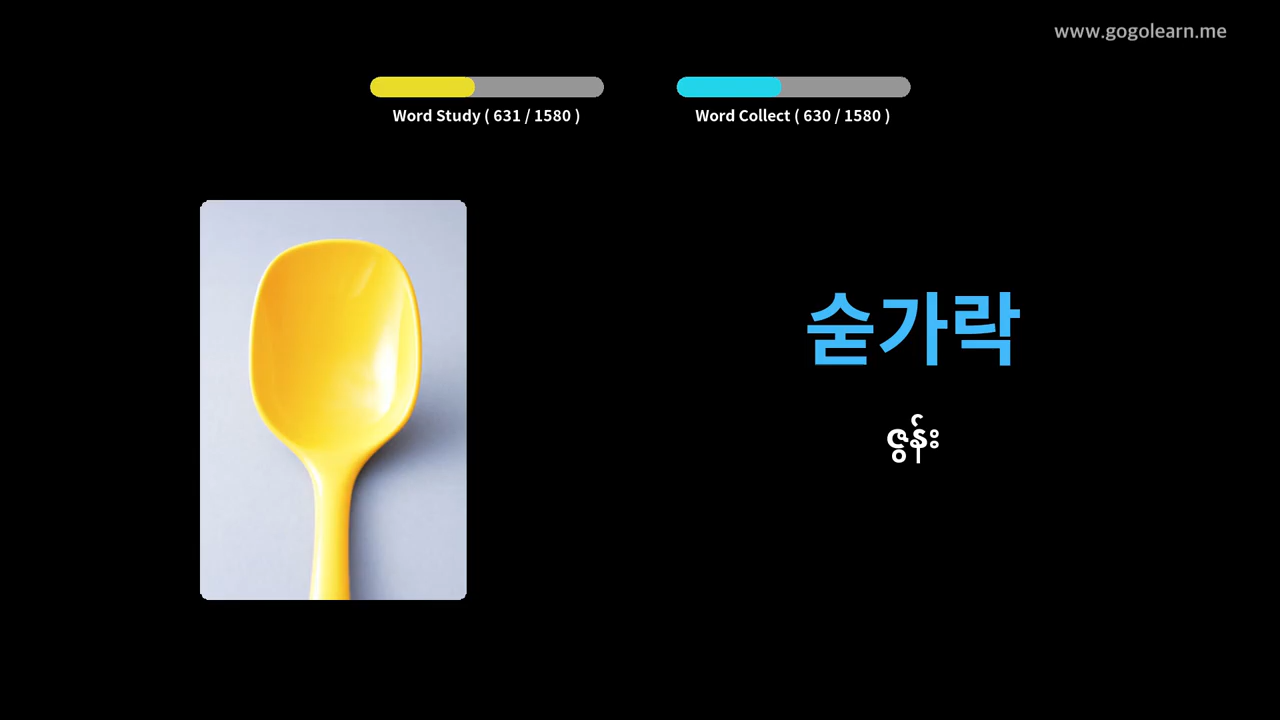 www.gogolearn.me
Word Study ( 631 / 1580 )
Word Collect ( 630 / 1580 )
숟가락
ဇွန်း